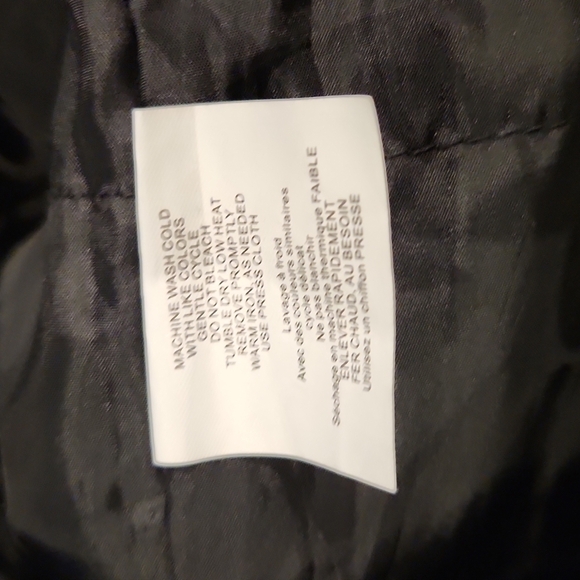 MACHINE WASH COLD
WITH LIKE COLORS
GENTLE CYCLE
DO NOT BLEACH
TUMBLE DRY LOW HEAT
REMOVE PROMPTLY
WARM IRON, AS NEEDED
USE PRESS CLOTH
Lavage à froid
Avec des couleurs similaires
cycle délicat
Ne pas blanchir
Séchage en machine thermique FAIBLE
ENLEVER RAPIDEMENT
FER CHAUD, AU BESOIN
Utilisez un chiffon PRESSE